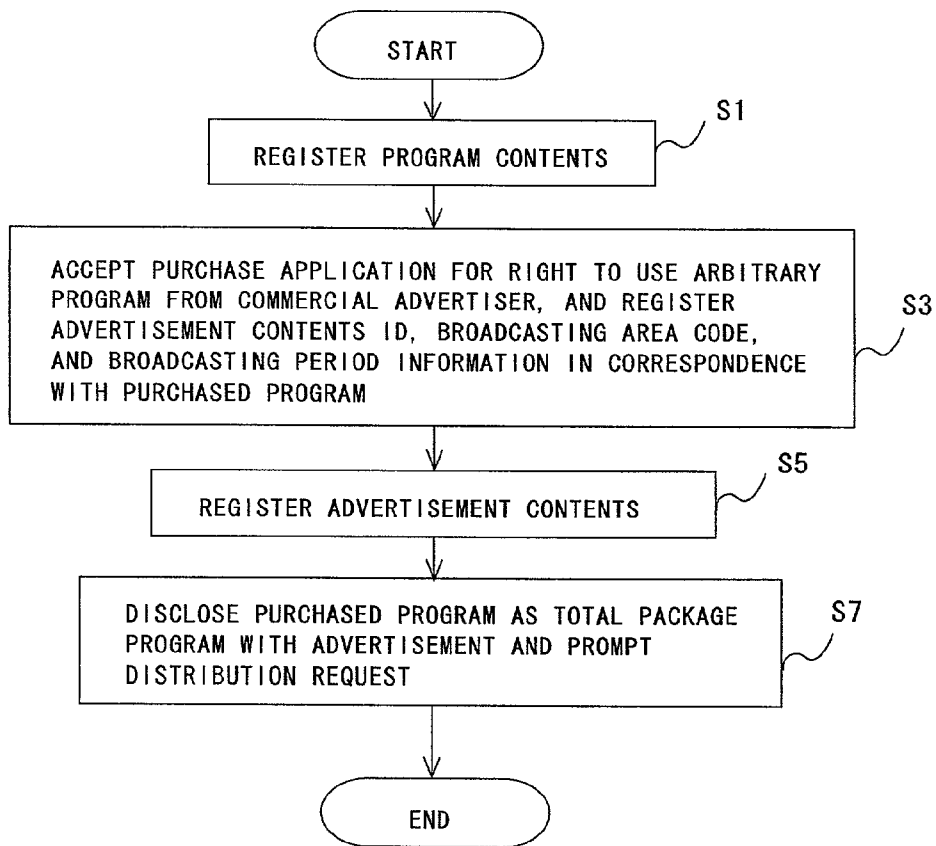 START
S1
REGISTER PROGRAM CONTENTS
ACCEPT PURCHASE APPLICATION FOR RIGHT TO USE ARBITRARY
PROGRAM FROM COMMERCIAL ADVERTISER, AND REGISTER
ADVERTISEMENT CONTENTS ID, BROADCASTING AREA CODE,
AND BROADCASTING PERIOD INFORMATION IN CORRESPONDENCE
WITH PURCHASED PROGRAM
S3
S5
REGISTER ADVERTISEMENT CONTENTS
DISCLOSE PURCHASED PROGRAM AS TOTAL PACKAGE
PROGRAM WITH ADVERTISEMENT AND PROMPT
DISTRIBUTION REQUEST
S7
END